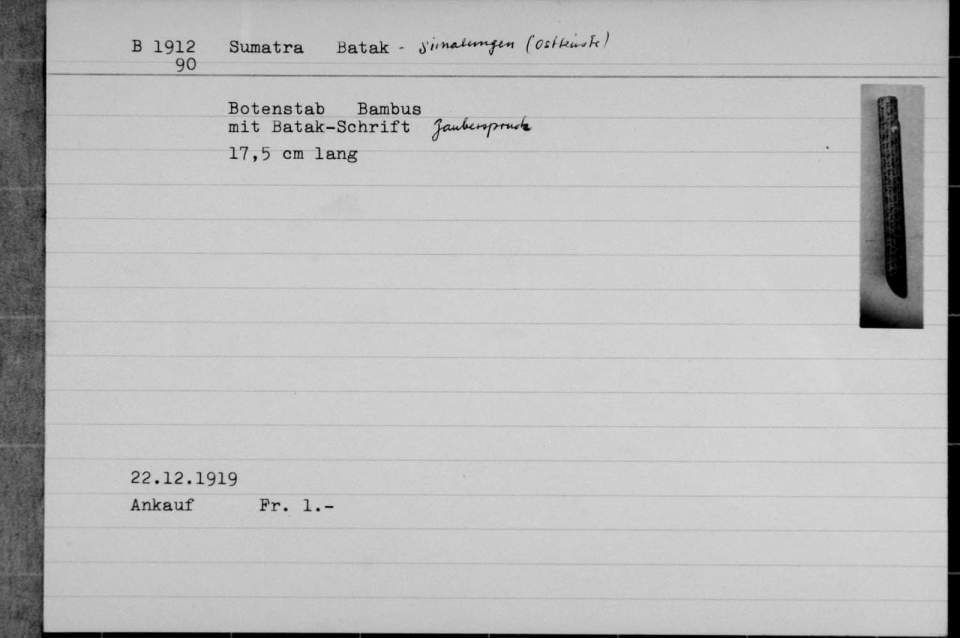 B 1912 Sumatra Batak - Simalungen (Ostküste)
90
Botenstab Bambus
mit Batak-Schrift Zauberspruch
17,5 cm lang
22.12.1919
Ankauf Fr. 1.-